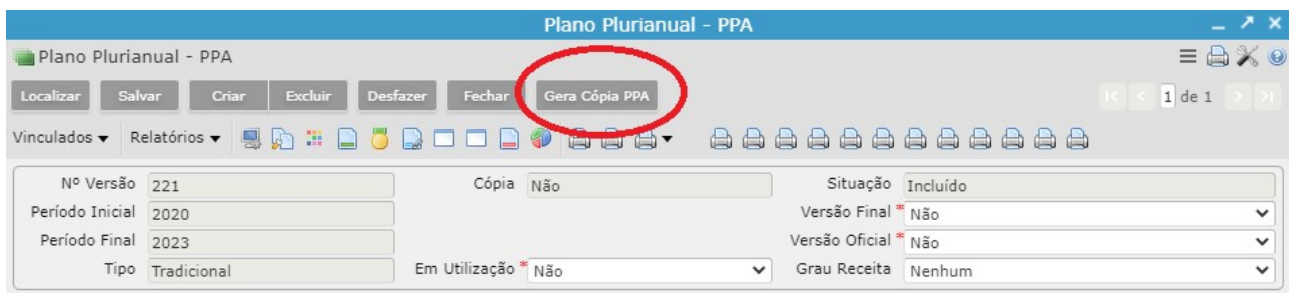 Plano Plurianual - PPA
Plano Plurianual - PPA
Localizar Salvar Criar Excluir Desfazer Fechar Gera Cópia PPA 1 de 1
Vinculados Relatórios
Nº Versão 221 Cópia Não Situação Incluído
Período Inicial 2020 Versão Final * Não
Período Final 2023 Versão Oficial * Não
Tipo Tradicional Em Utilização * Não Grau Receita Nenhum